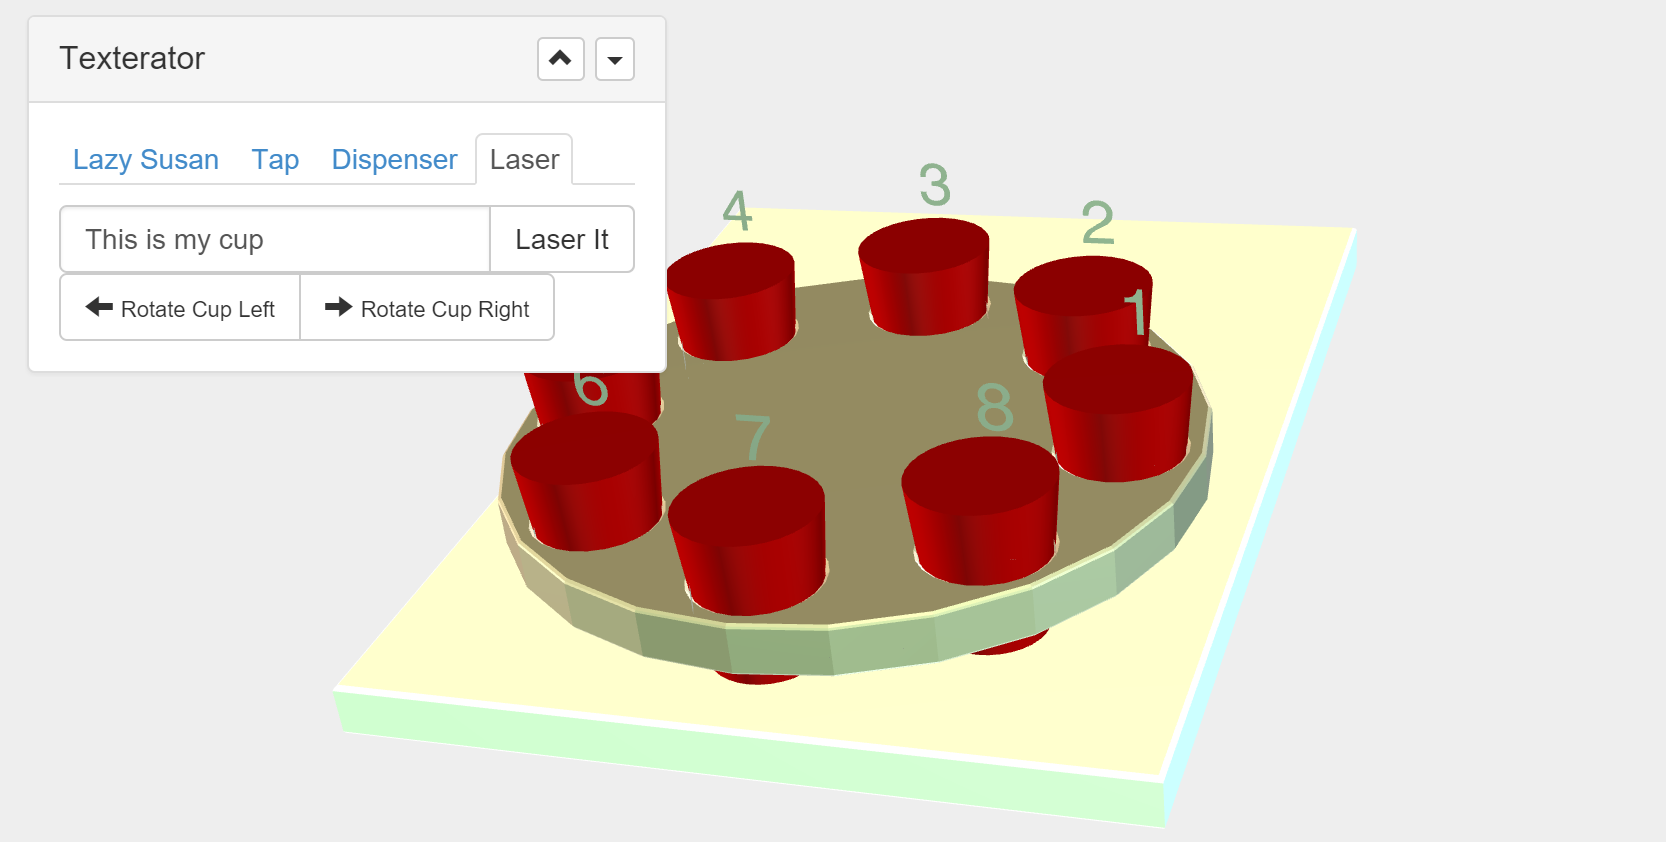 Texterator
Lazy Susan Tap Dispenser Laser
This is my cup Laser It
Rotate Cup Left Rotate Cup Right
4 3 2
1
6 7 8